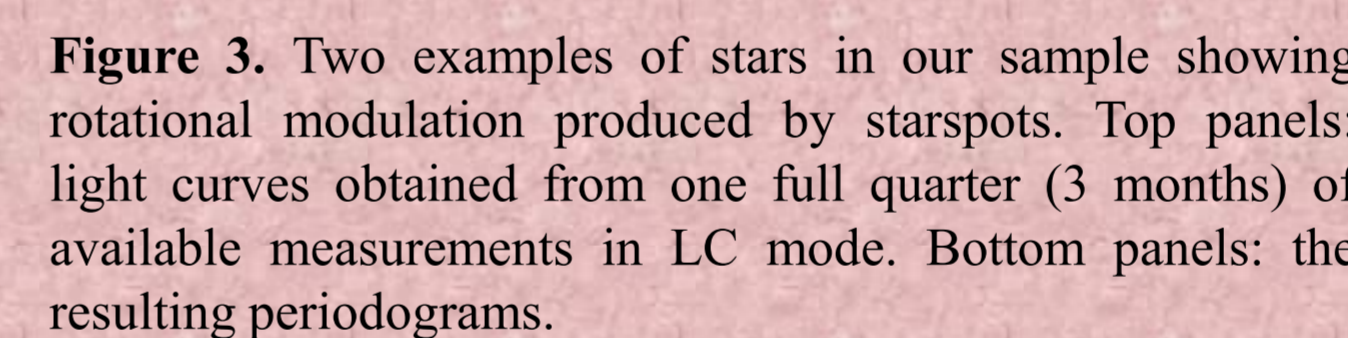 Figure 3. Two examples of stars in our sample showing
rotational modulation produced by starspots. Top panels:
light curves obtained from one full quarter (3 months) of
available measurements in LC mode. Bottom panels: the
resulting periodograms.